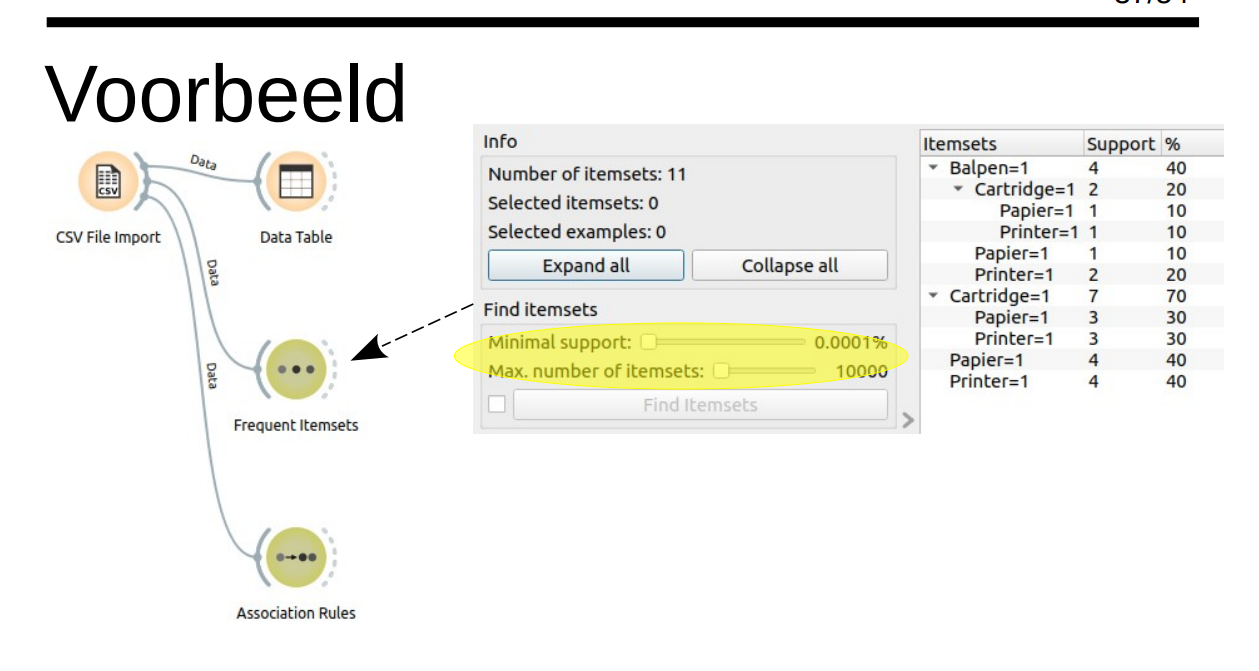 Voorbeeld
Data
CSV File Import
Data Table
Data
Data
Frequent Itemsets
Association Rules
Info
Number of itemsets: 11
Selected itemsets: 0
Selected examples: 0
Expand all
Collapse all
Find itemsets
Minimal support: 0.0001%
Max. number of itemsets: 10000
Find Itemsets
Itemsets Support %
Balpen=1 4 40
Cartridge=1 2 20
Papier=1 1 10
Printer=1 1 10
Papier=1 1 10
Printer=1 2 20
Cartridge=1 7 70
Papier=1 3 30
Printer=1 3 30
Papier=1 4 40
Printer=1 4 40
CSV